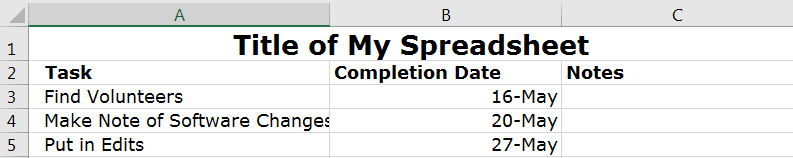 A B C
1 Title of My Spreadsheet
2 Task Completion Date Notes
3 Find Volunteers 16-May
4 Make Note of Software Changes 20-May
5 Put in Edits 27-May